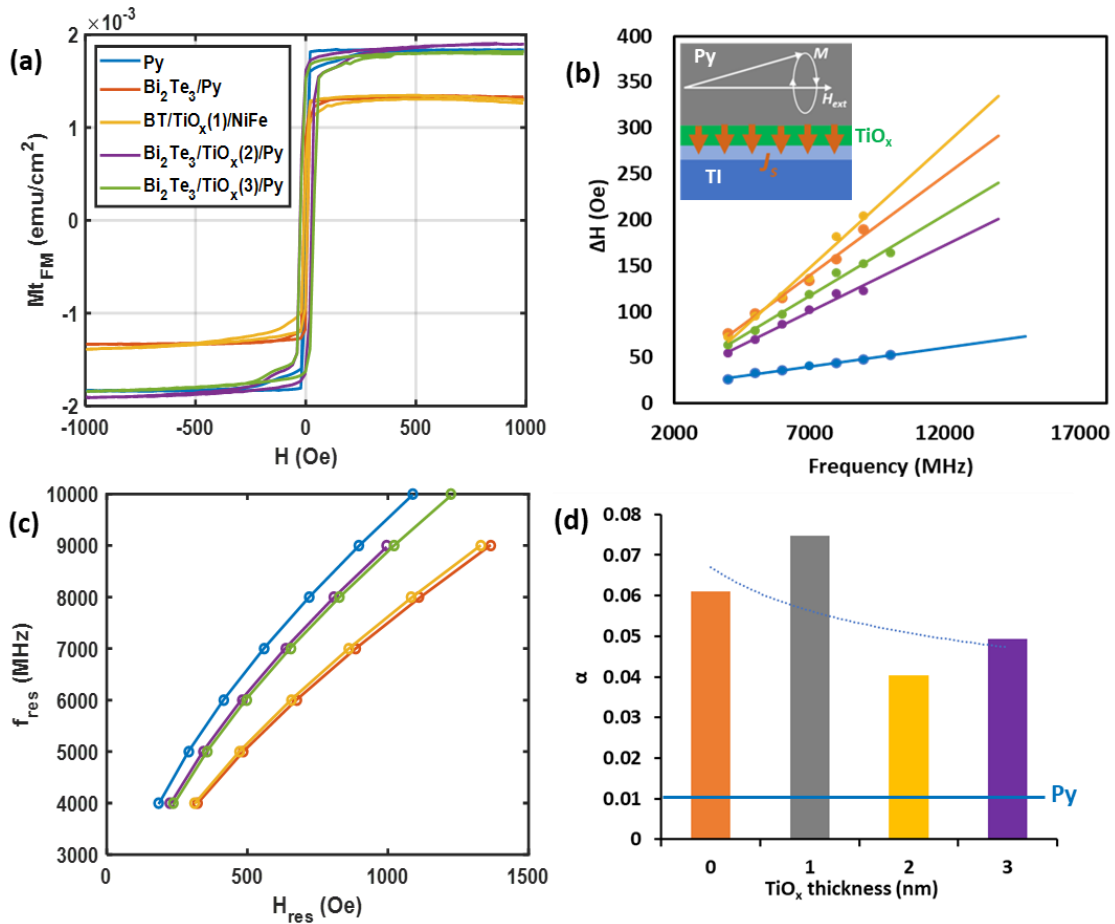 (a)
×10⁻³
2
1
0
-1
-2
Mt_FM (emu/cm²)
Py
Bi₂Te₃/Py
BT/TiOₓ(1)/NiFe
Bi₂Te₃/TiOₓ(2)/Py
Bi₂Te₃/TiOₓ(3)/Py
-1000 -500 0 500 1000
H (Oe)
(b)
400
350
300
250
200
150
100
50
0
ΔH (Oe)
Py
M
H_ext
TiOₓ
J_s
TI
2000 7000 12000 17000
Frequency (MHz)
(c)
10000
9000
8000
7000
6000
5000
4000
3000
f_res (MHz)
0 500 1000 1500
H_res (Oe)
(d)
0.08
0.07
0.06
0.05
0.04
0.03
0.02
0.01
0
α
Py
0 1 2 3
TiOₓ thickness (nm)